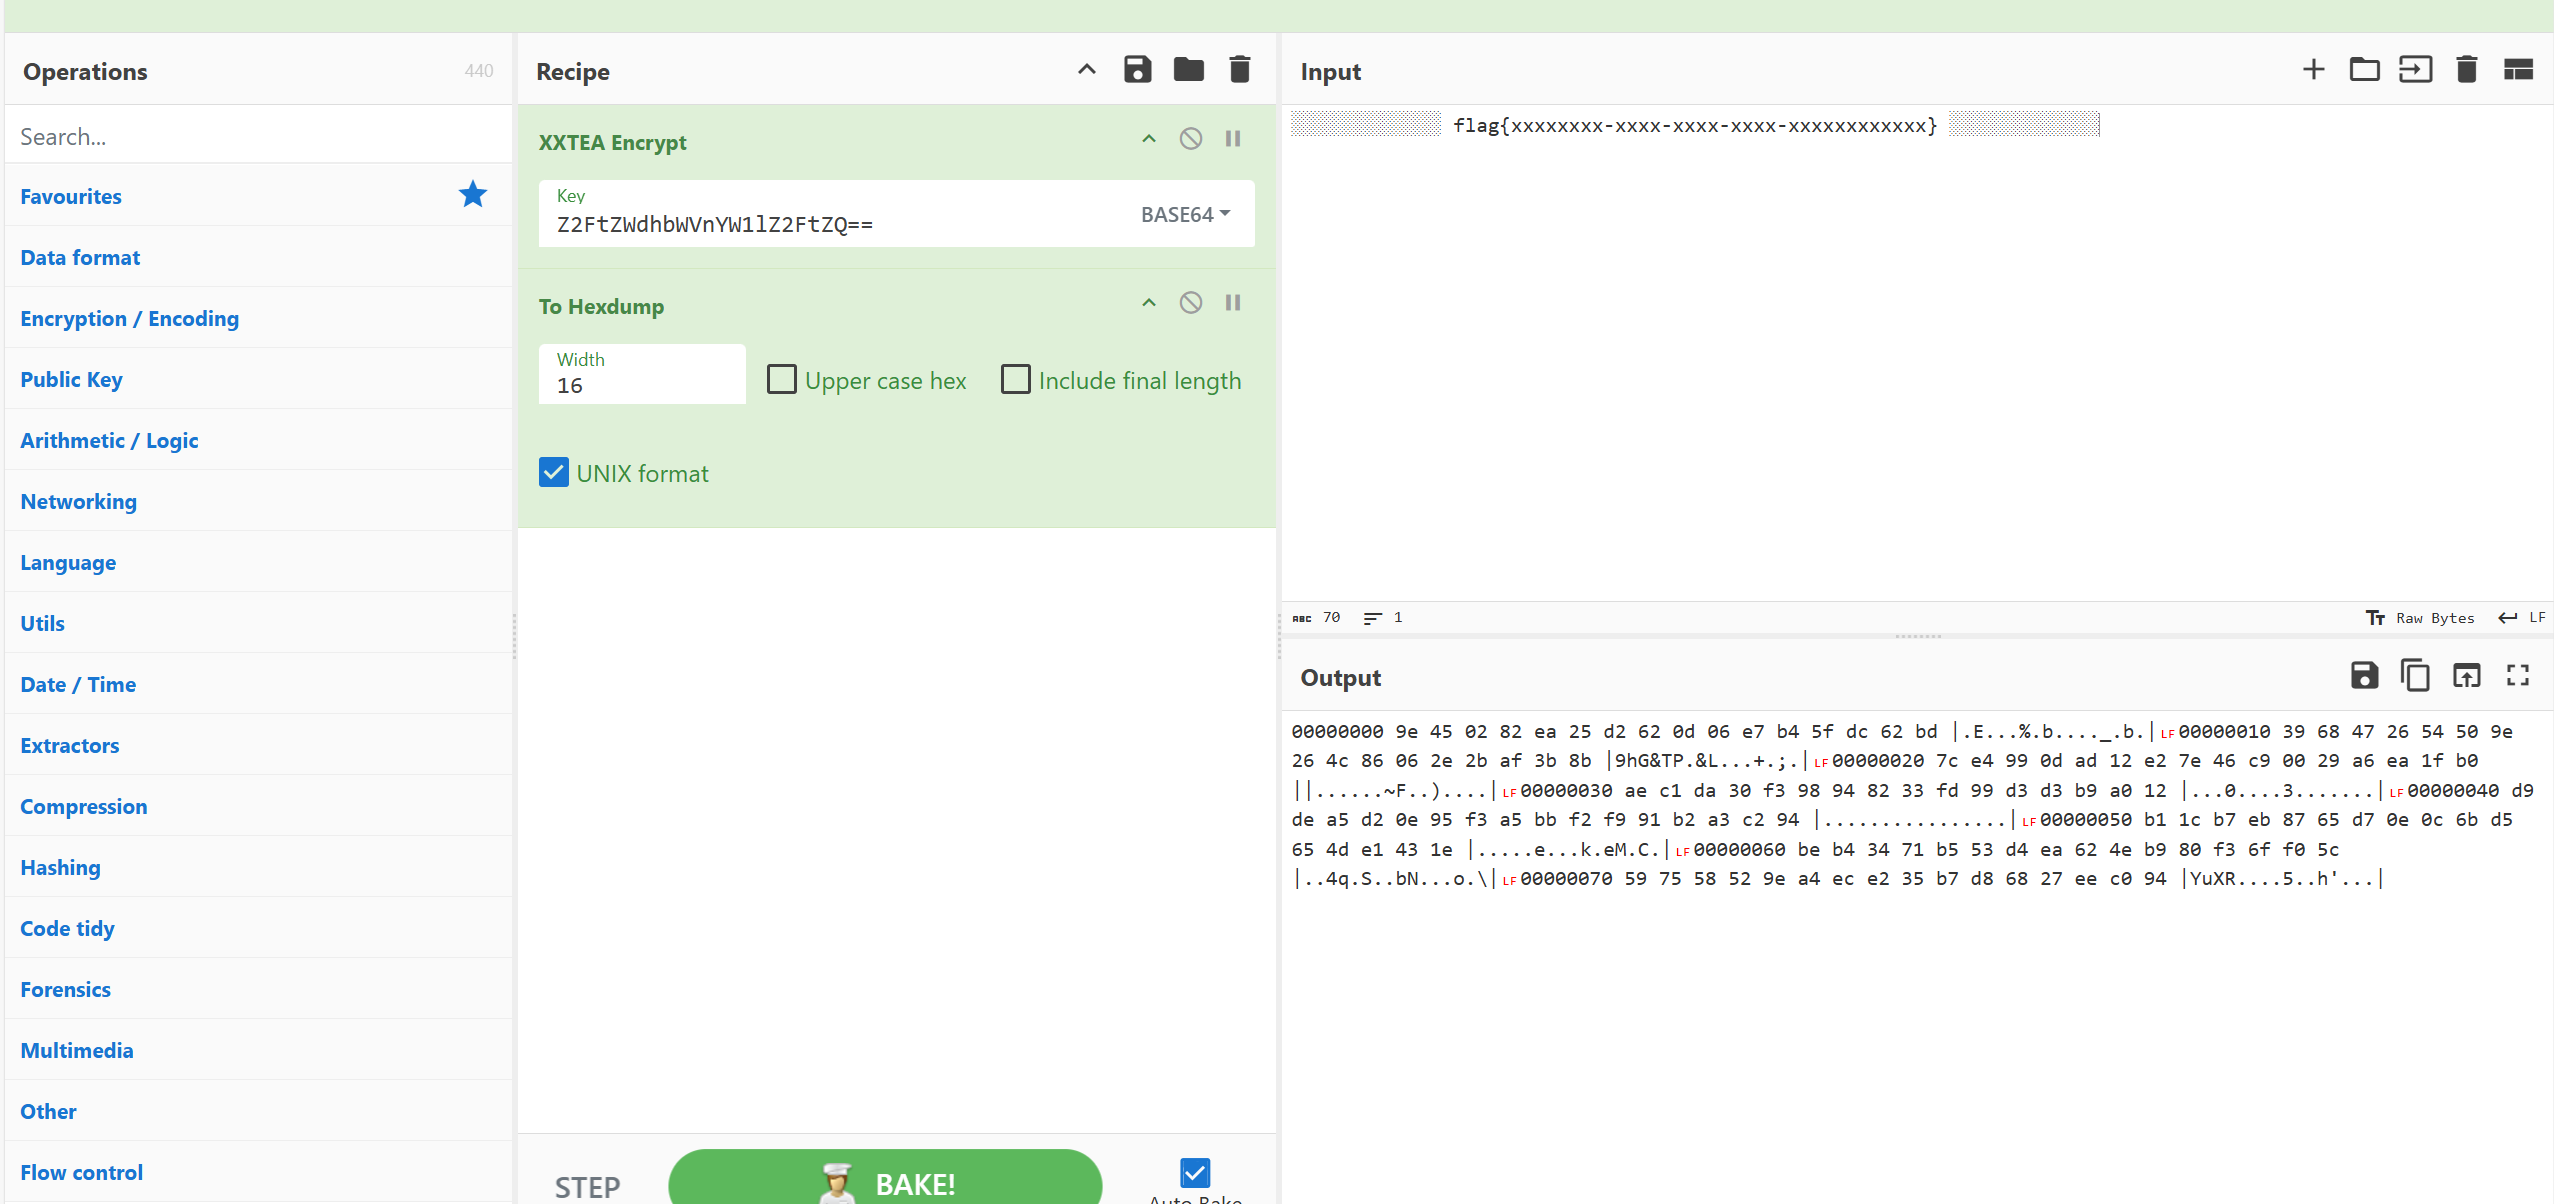 Operations
440
Search...
Favourites
Data format
Encryption / Encoding
Public Key
Arithmetic / Logic
Networking
Language
Utils
Date / Time
Extractors
Compression
Hashing
Code tidy
Forensics
Multimedia
Other
Flow control
Recipe
XXTEA Encrypt
Key
Z2FtZWdhbWVnYW1lZ2FtZQ==
BASE64
To Hexdump
Width
16
Upper case hex
Include final length
UNIX format
STEP
BAKE!
Auto Bake
Input
flag{xxxxxxxx-xxxx-xxxx-xxxx-xxxxxxxxxxxx}
ABC 70
1
Tт Raw Bytes
LF
Output
00000000 9e 45 02 82 ea 25 d2 62 0d 06 e7 b4 5f dc 62 bd |.E...%.b...._.b.|LF00000010 39 68 47 26 54 50 9e
26 4c 86 06 2e 2b af 3b 8b |9hG&TP.&L...+.;.|LF00000020 7c e4 99 0d ad 12 e2 7e 46 c9 00 29 a6 ea 1f b0
||......~F..)....|LF00000030 ae c1 da 30 f3 98 94 82 33 fd 99 d3 d3 b9 a0 12 |...0....3.......|LF00000040 d9
de a5 d2 0e 95 f3 a5 bb f2 f9 91 b2 a3 c2 94 |................|LF00000050 b1 1c b7 eb 87 65 d7 0e 0c 6b d5
65 4d e1 43 1e |.....e...k.eM.C.|LF00000060 be b4 34 71 b5 53 d4 ea 62 4e b9 80 f3 6f f0 5c
|..4q.S..bN...o.\|LF00000070 59 75 58 52 9e a4 ec e2 35 b7 d8 68 27 ee c0 94 |YuXR....5..h'...|